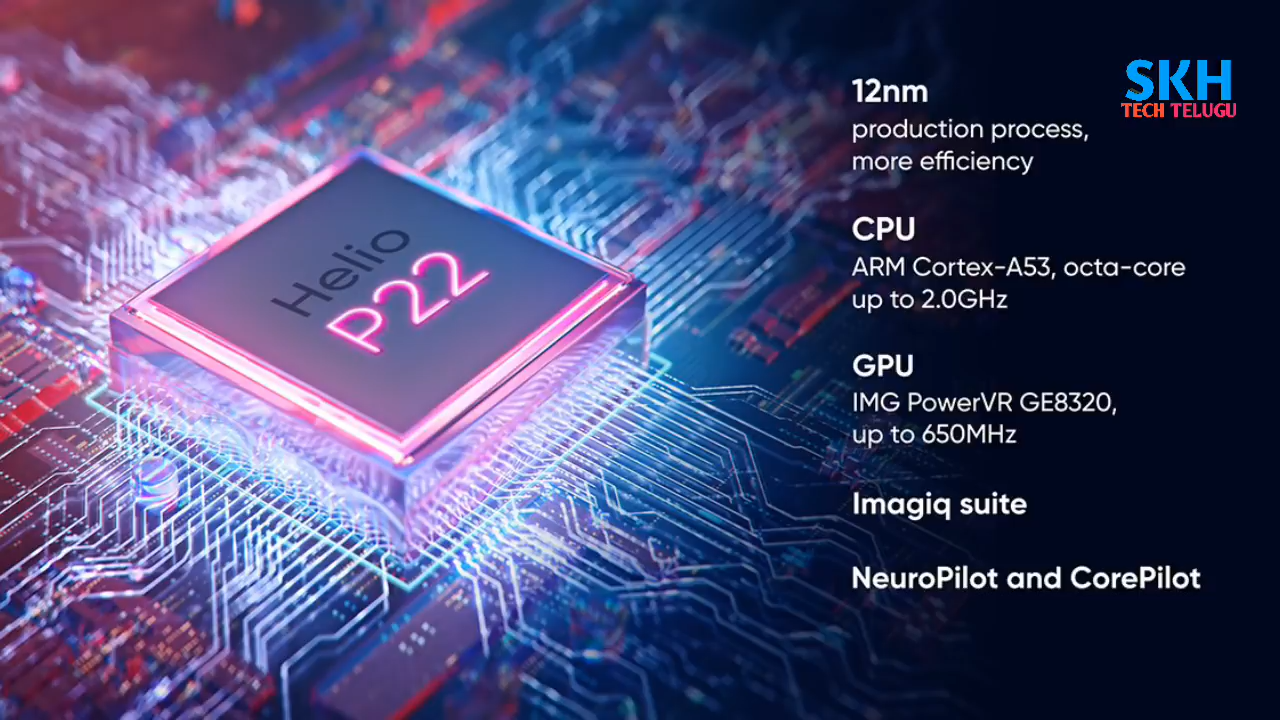 Helio
P22
SKH
TECH TELUGU
12nm
production process,
more efficiency
CPU
ARM Cortex-A53, octa-core
up to 2.0GHz
GPU
IMG PowerVR GE8320,
up to 650MHz
Imagiq suite
NeuroPilot and CorePilot